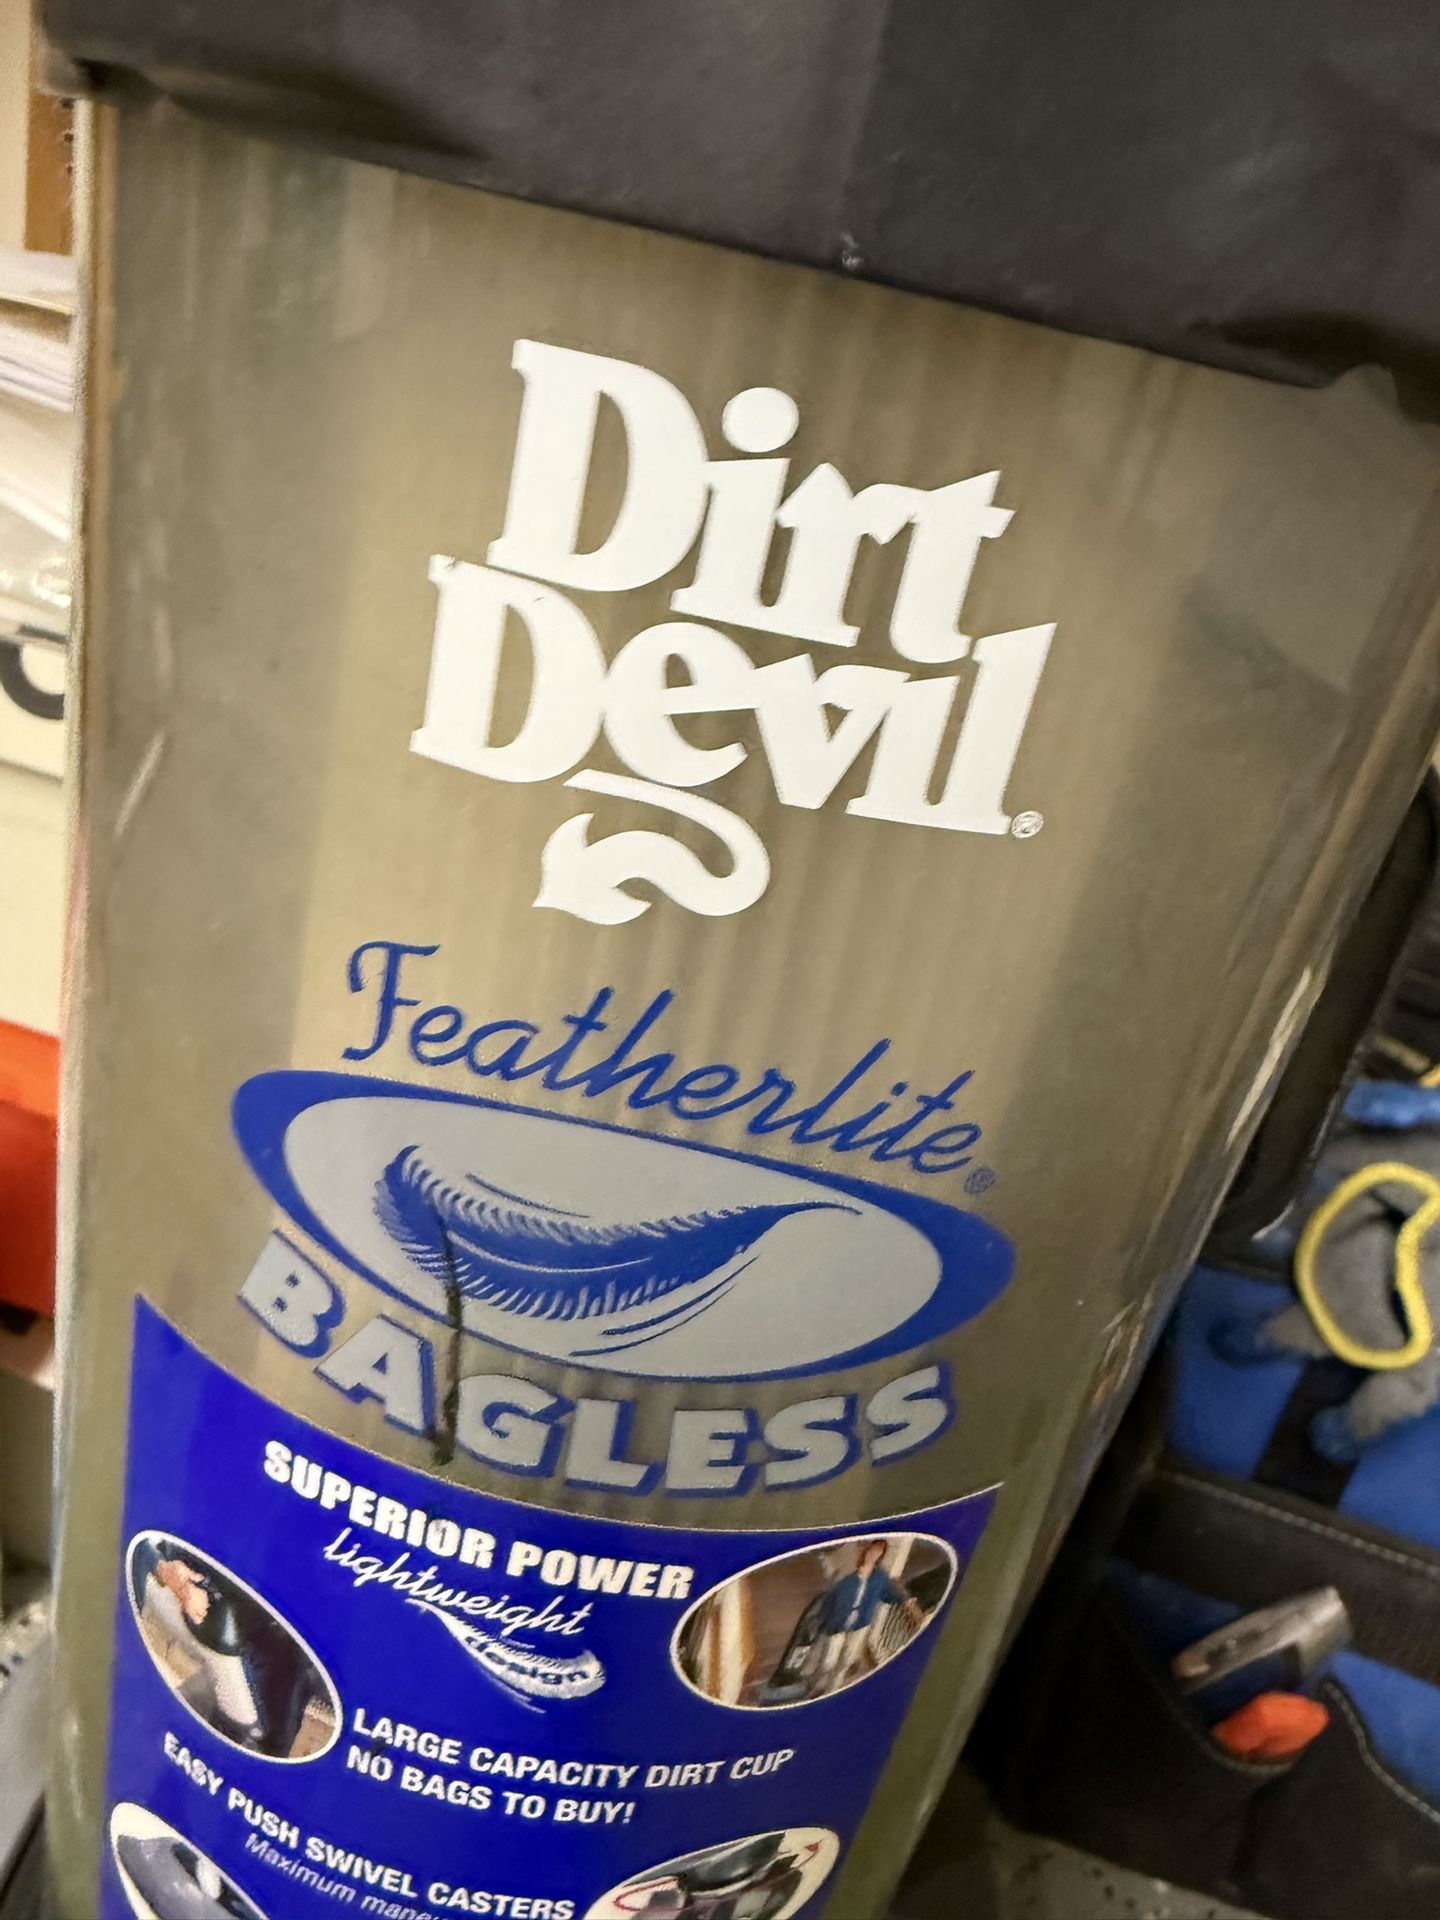 Dirt
Devil®
Featherlite®
BAGLESS
SUPERIOR POWER
lightweight
design
LARGE CAPACITY DIRT CUP
NO BAGS TO BUY!
EASY PUSH SWIVEL CASTERS
Maximum